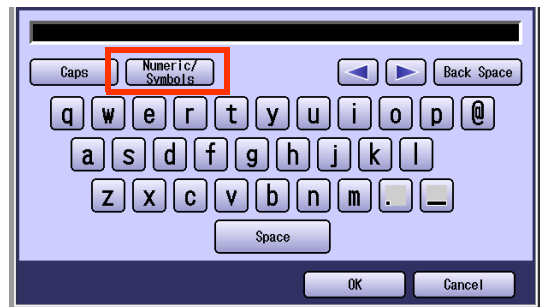 Caps Numeric/ Symbols Back Space
q w e r t y u i o p @
a s d f g h j k l
z x c v b n m . _
Space
OK Cancel